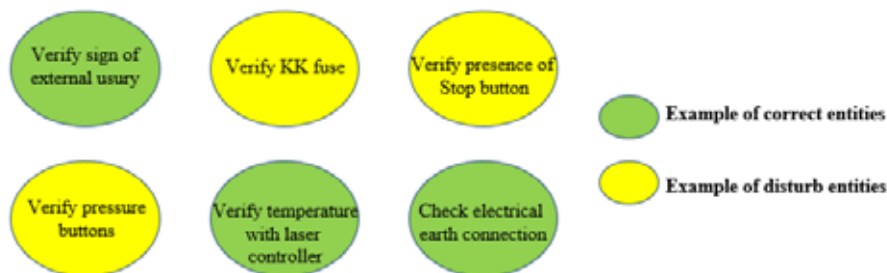 Verify sign of
external usury
Verify KK fuse
Verify presence of
Stop button
Example of correct entities
Verify pressure
buttons
Verify temperature
with laser
controller
Check electrical
earth connection
Example of disturb entities